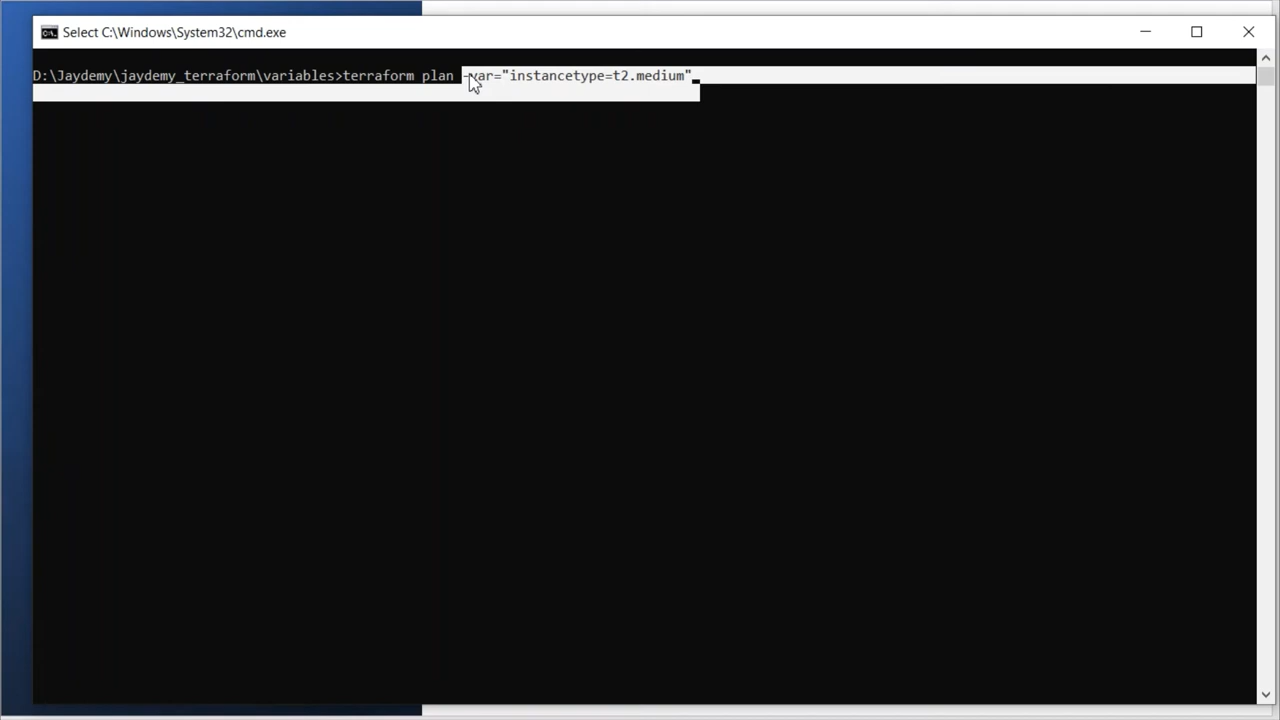 Select C:\Windows\System32\cmd.exe
D:\Jaydemy\jaydemy_terraform\variables>terraform plan -var="instancetype=t2.medium"